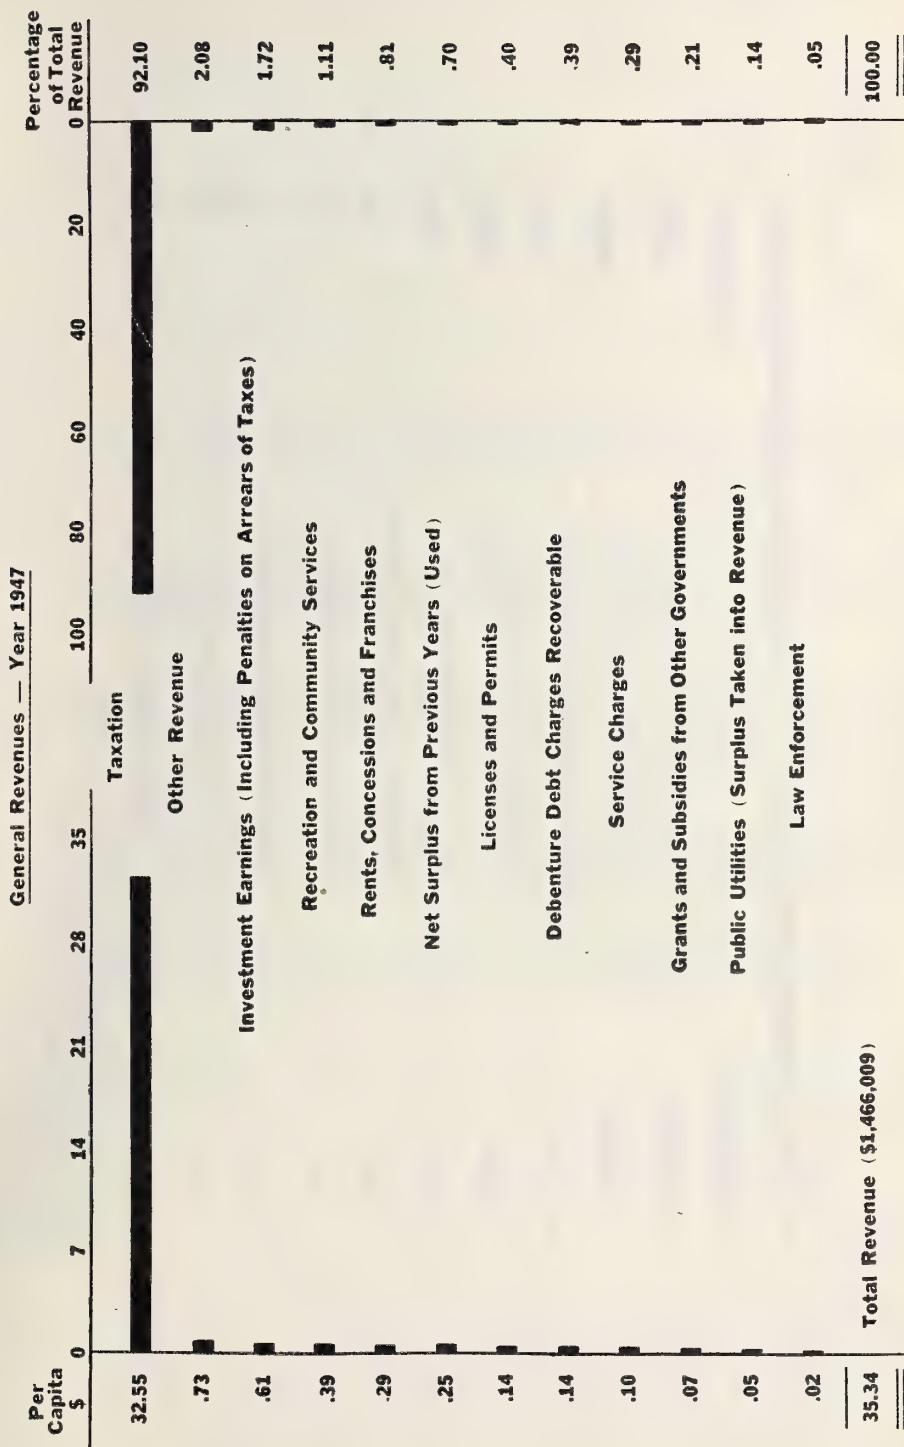 General Revenues — Year 1947
Per Capita $
0 7 14 21 28 35
100 80 60 40 20 0
Percentage of Total Revenue
32.55 Taxation 92.10
.73 Other Revenue 2.08
.61 Investment Earnings (Including Penalties on Arrears of Taxes) 1.72
.39 Recreation and Community Services 1.11
.29 Rents, Concessions and Franchises .81
.25 Net Surplus from Previous Years (Used) .70
.14 Licenses and Permits .40
.14 Debenture Debt Charges Recoverable .39
.10 Service Charges .29
.07 Grants and Subsidies from Other Governments .21
.05 Public Utilities (Surplus Taken into Revenue) .14
.02 Law Enforcement .05
35.34 Total Revenue ($1,466,009) 100.00